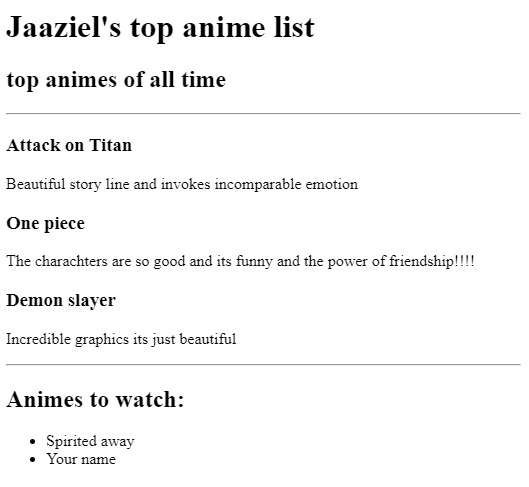 Jaaziel's top anime list
top animes of all time
Attack on Titan
Beautiful story line and invokes incomparable emotion
One piece
The charachters are so good and its funny and the power of friendship!!!!
Demon slayer
Incredible graphics its just beautiful
Animes to watch:
Spirited away
Your name